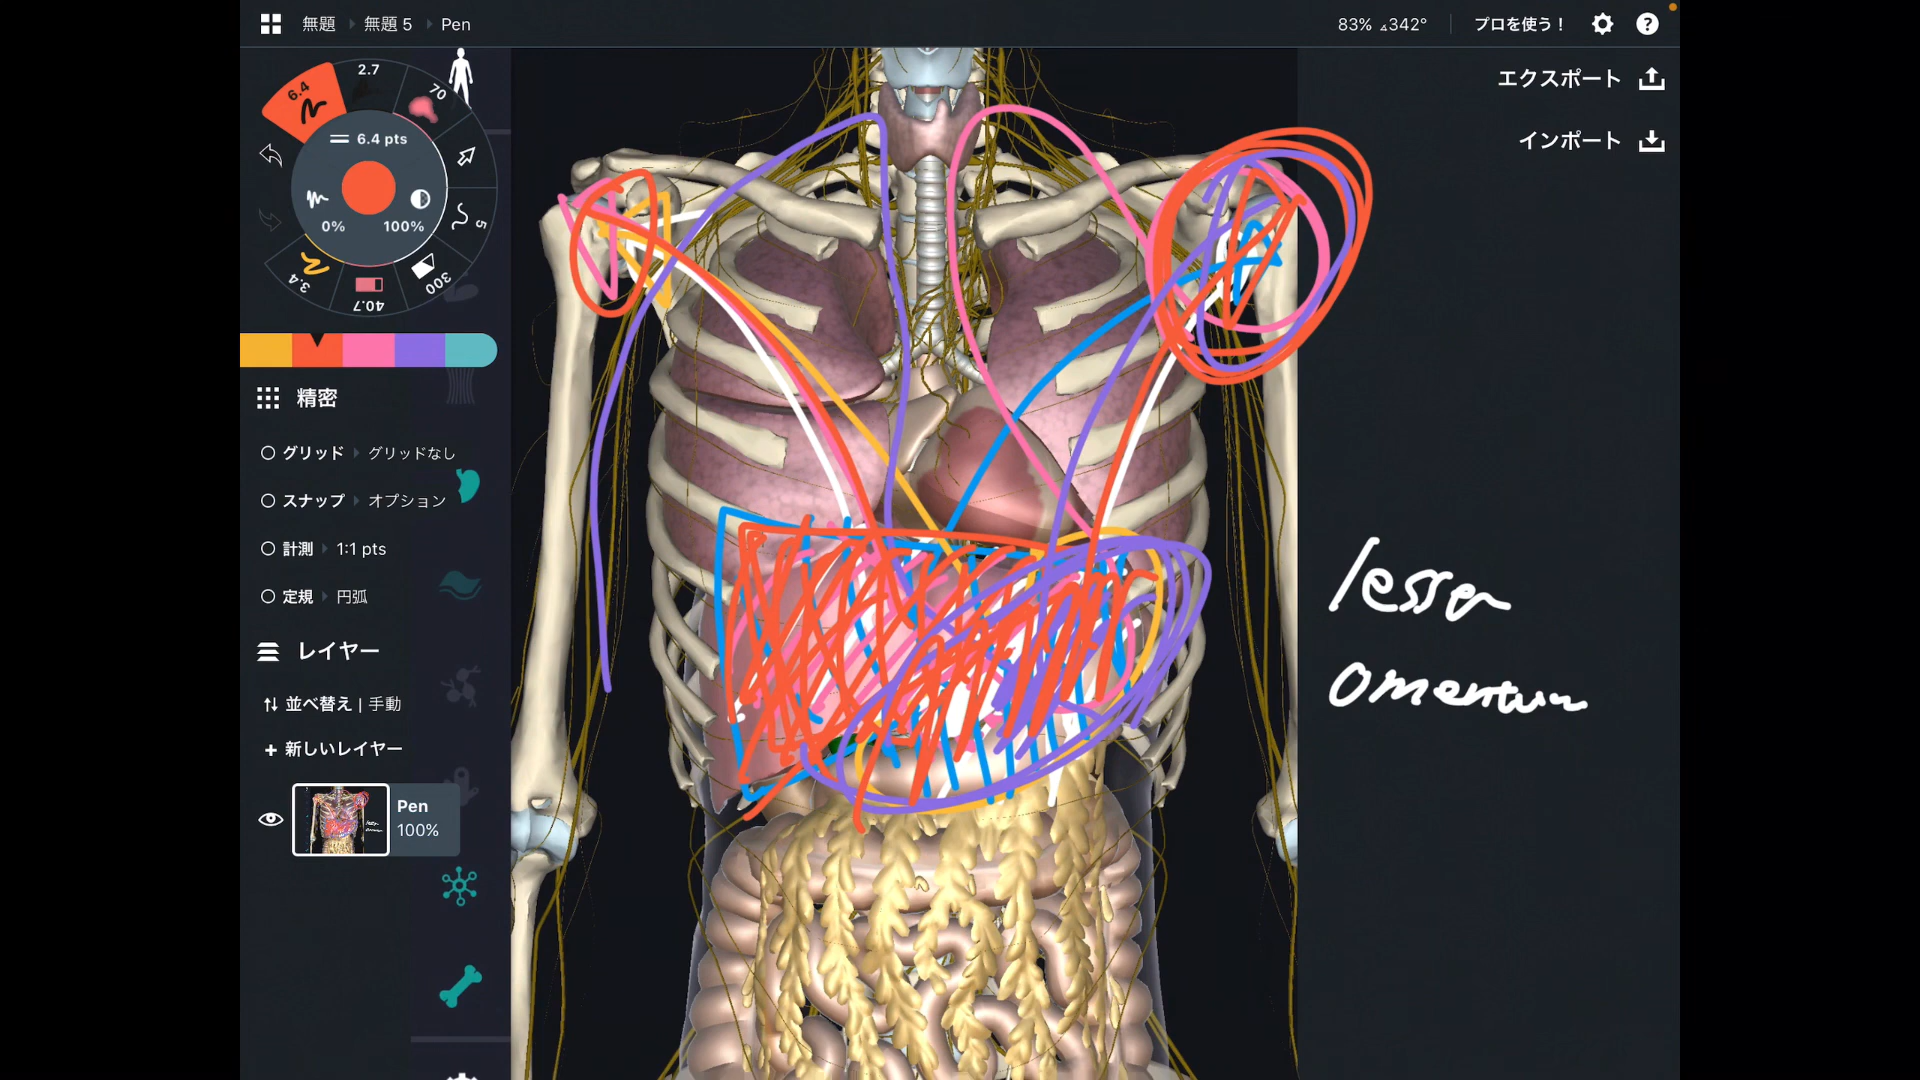 無題 無題 5 Pen
83% 342°
プロを使う！
エクスポート
インポート
2.7
6.4
70
6.4 pts
0% 100%
5
3.4
40.7
300
精密
グリッド グリッドなし
スナップ オプション
計測 1:1 pts
定規 円弧
レイヤー
並べ替え | 手動
+ 新しいレイヤー
Pen
100%
lesser
omentum